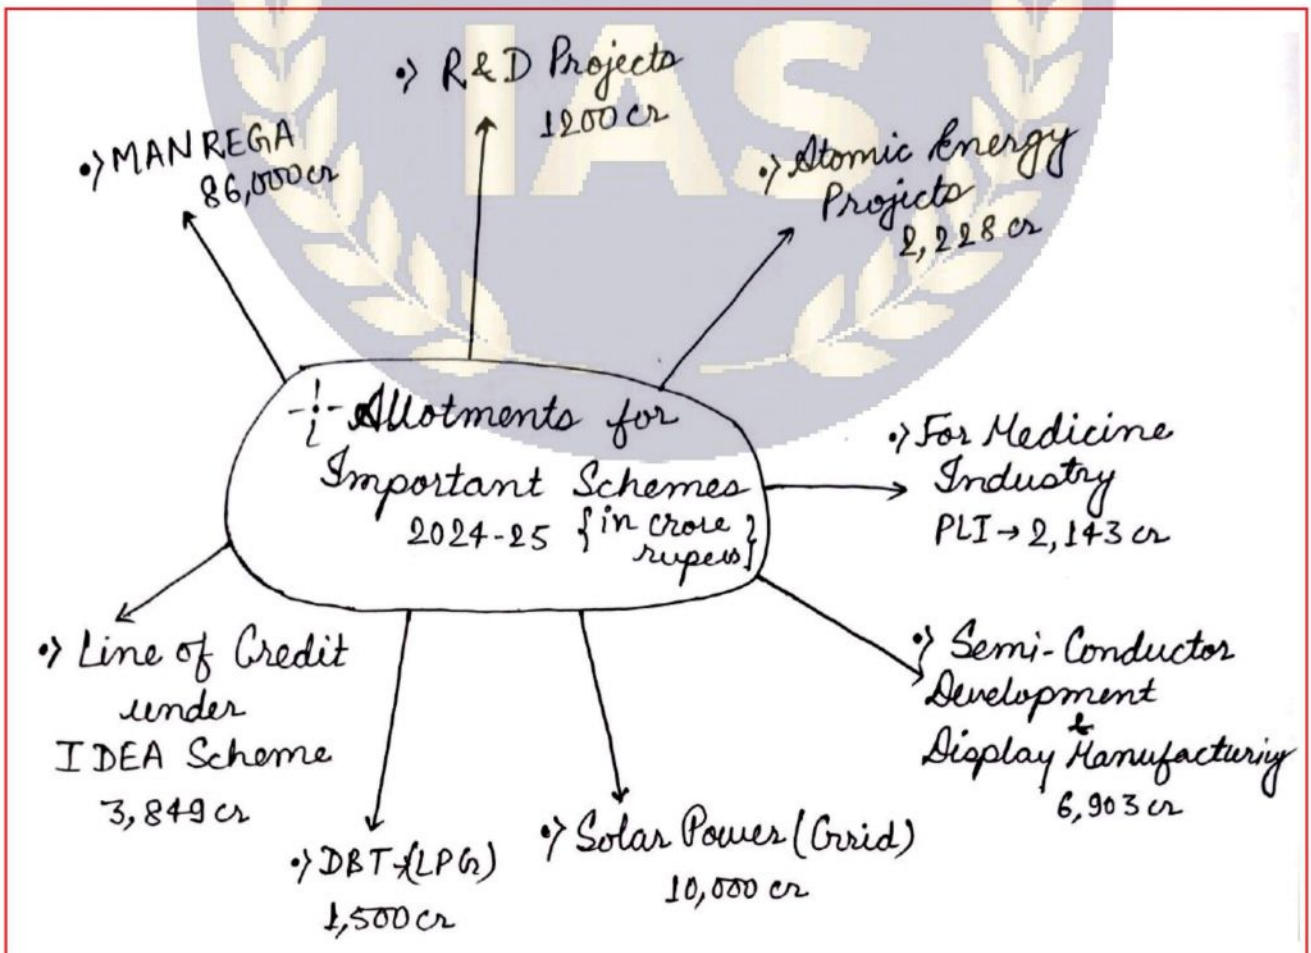 IAS
•> R&D Projects
1200 cr
•> MANREGA
86,000 cr
•> Atomic Energy
Projects
2,228 cr
Allotments for
Important Schemes
2024-25 {in crore
rupees}
•> For Medicine
Industry
PLI → 2,143 cr
•> Semi-Conductor
Development
&
Display Manufacturing
6,903 cr
•> Line of Credit
under
IDEA Scheme
3,849 cr
•> DBT-(LPG)
1,500 cr
•> Solar Power (Grid)
10,000 cr